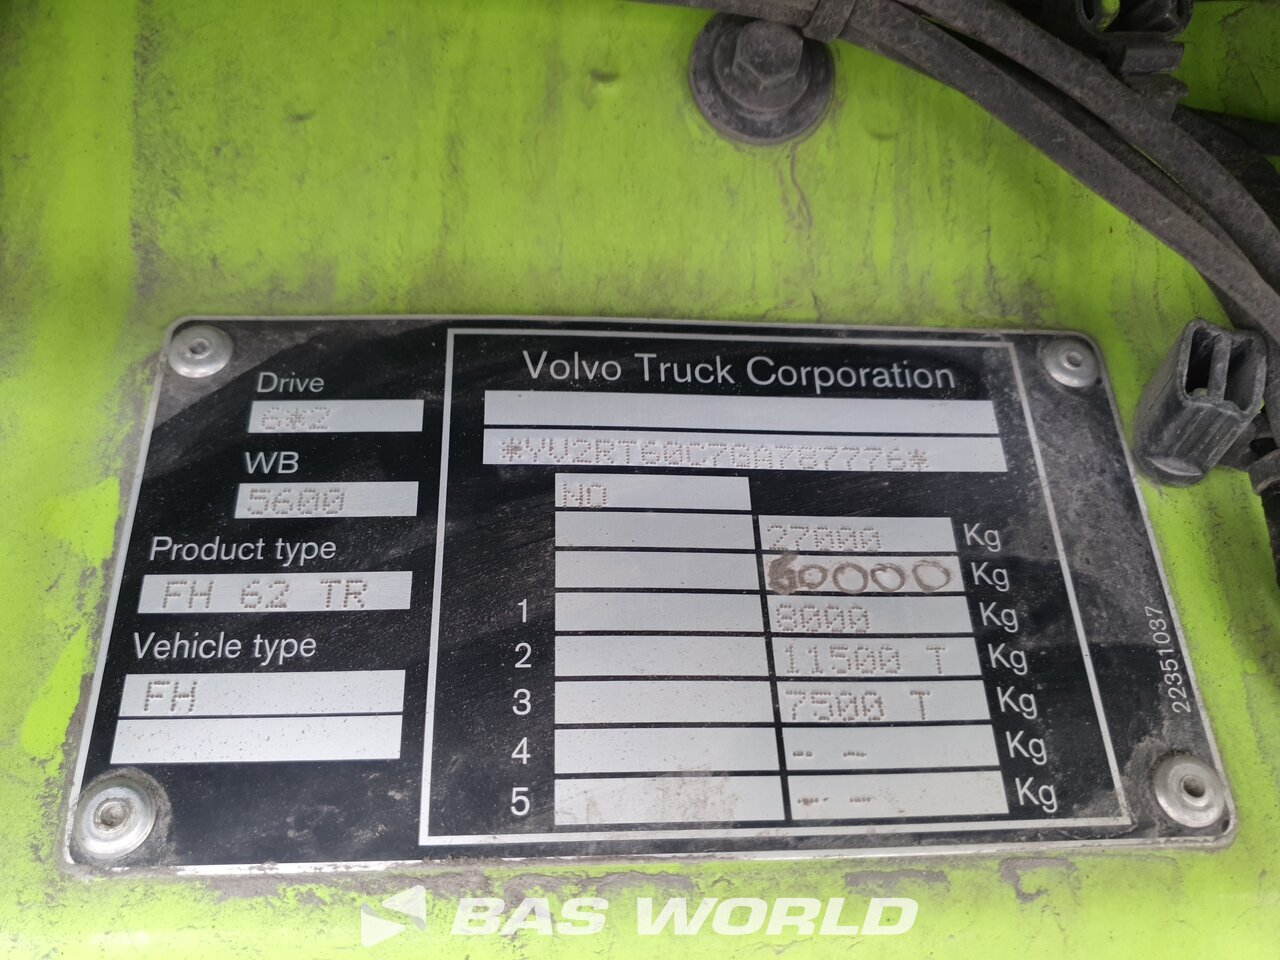 Volvo Truck Corporation
Drive
6*2
*YV2RT60C7GA787776*
WB
5600
NO
27000 Kg
Product type
FH 62 TR
60000 Kg
1 8000 Kg
Vehicle type
FH
2 11500 T Kg
3 7500 T Kg
4 -- -- Kg
5 -- -- Kg
22351037
BAS WORLD